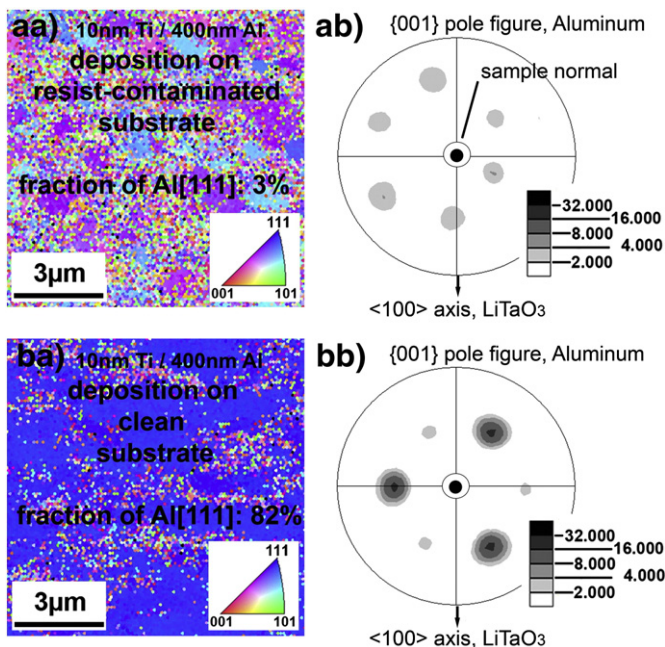 aa)
10nm Ti / 400nm Al
deposition on
resist-contaminated
substrate
fraction of Al[111]: 3%
3µm
111
001 101
ab)
{001} pole figure, Aluminum
sample normal
32.000
16.000
8.000
4.000
2.000
<100> axis, LiTaO3
ba)
10nm Ti / 400nm Al
deposition on
clean
substrate
fraction of Al[111]: 82%
3µm
111
001 101
bb)
{001} pole figure, Aluminum
32.000
16.000
8.000
4.000
2.000
<100> axis, LiTaO3